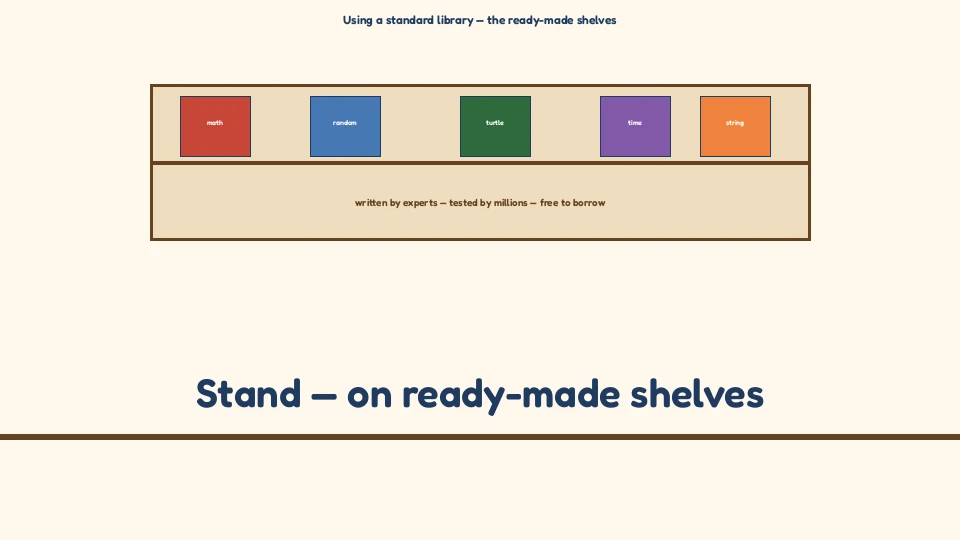 Using a standard library — the ready-made shelves
math
random
turtle
time
string
written by experts — tested by millions — free to borrow
Stand — on ready-made shelves